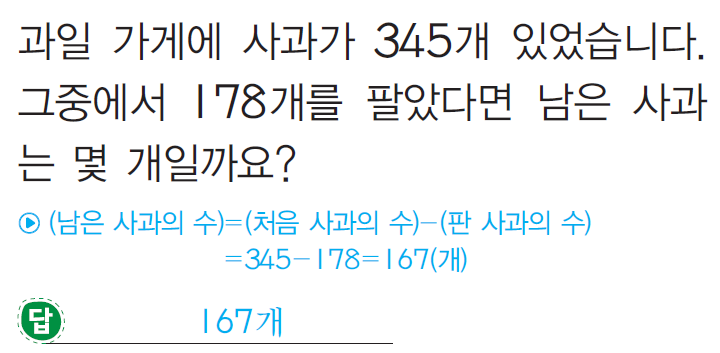 과일 가게에 사과가 345개 있었습니다.
그중에서 178개를 팔았다면 남은 사과
는 몇 개일까요?
(남은 사과의 수)=(처음 사과의 수)-(판 사과의 수)
=345-178=167(개)
답 167개